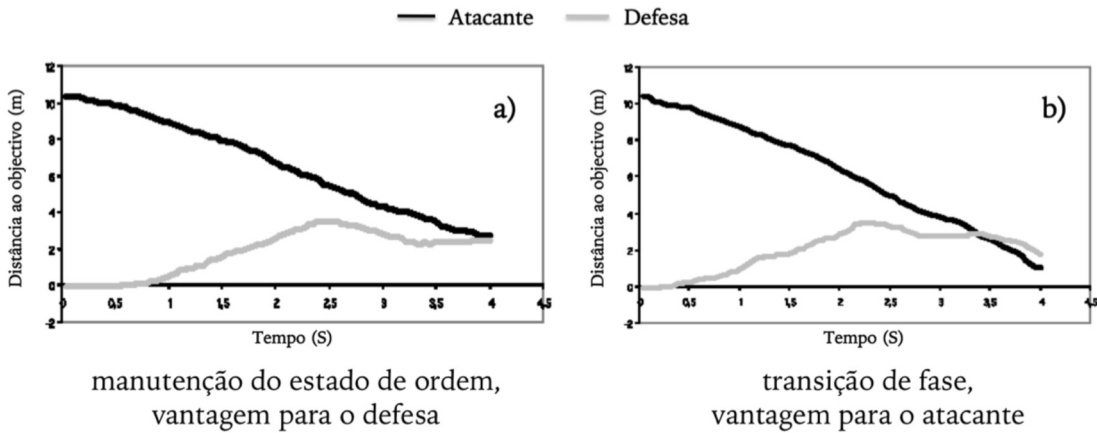 Atacante Defesa
a)
Distância ao objectivo (m)
12
10
8
6
4
2
0
-2
0 0,5 1 1,5 2 2,5 3 3,5 4 4,5
Tempo (S)
manutenção do estado de ordem,
vantagem para o defesa
b)
Distância ao objectivo (m)
12
10
8
6
4
2
0
-2
0 0,5 1 1,5 2 2,5 3 3,5 4 4,5
Tempo (S)
transição de fase,
vantagem para o atacante